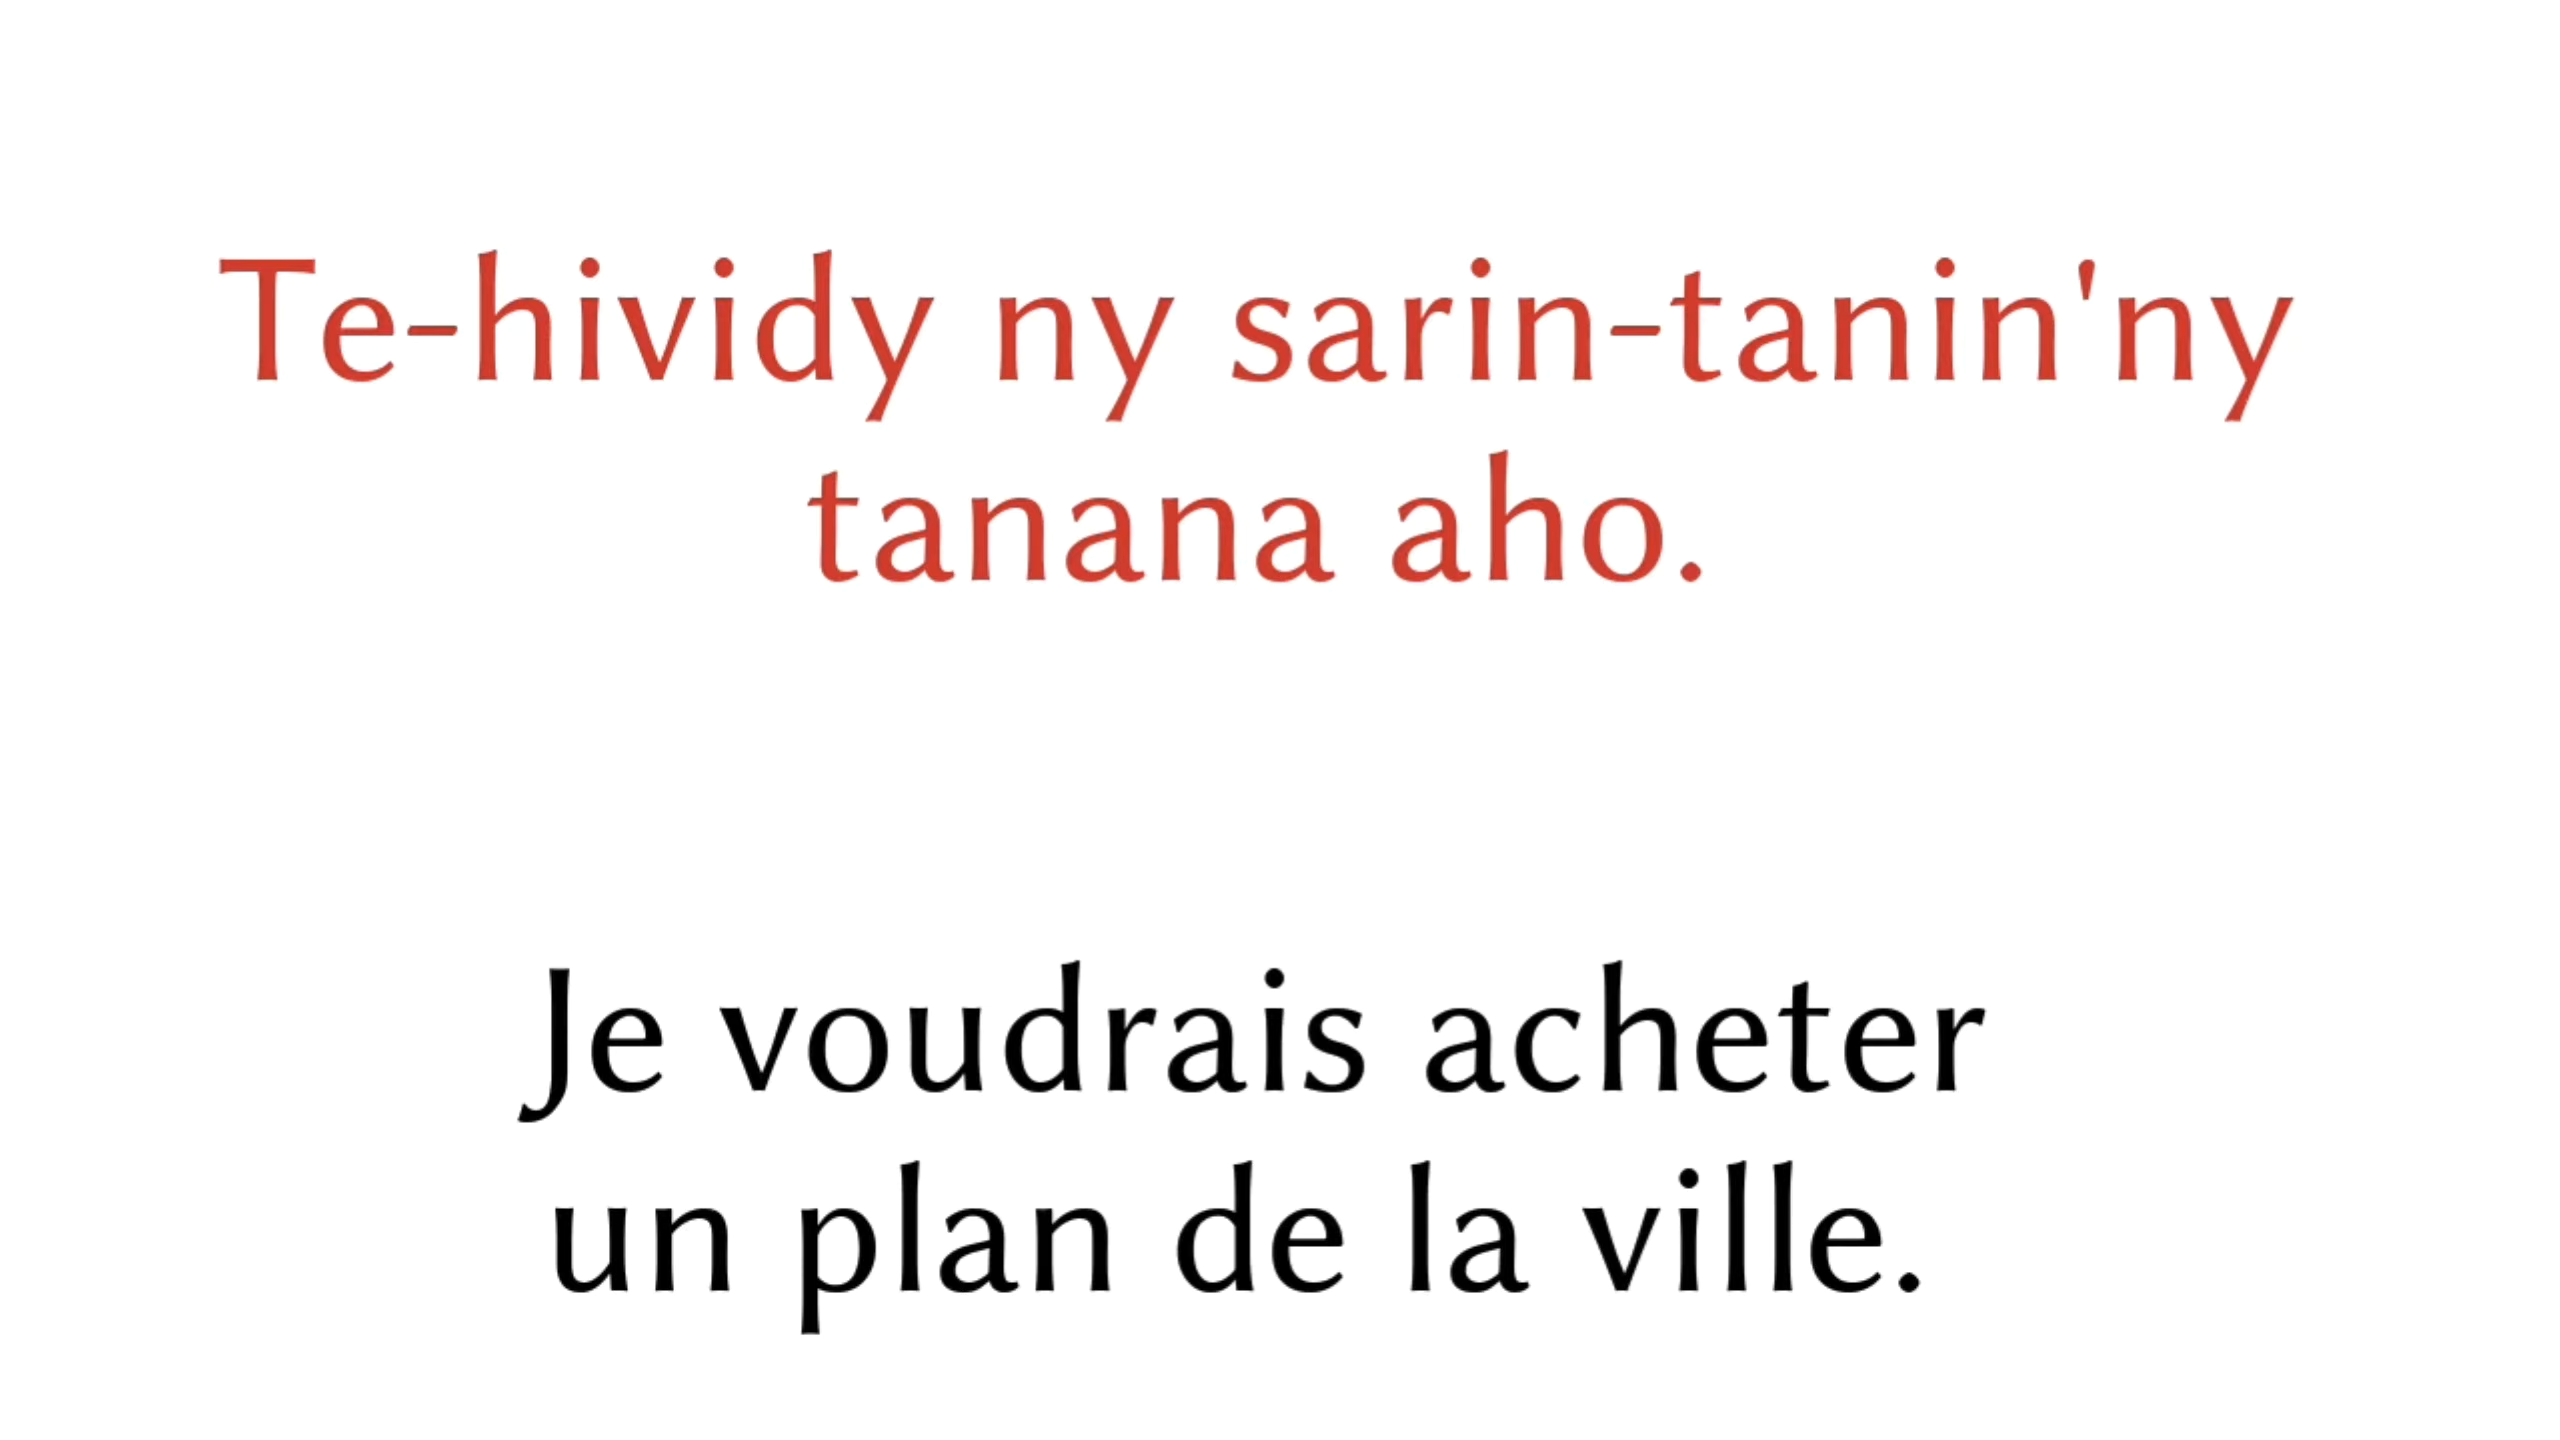 Te-hividy ny sarin-tanin'ny
tanana aho.
Je voudrais acheter
un plan de la ville.